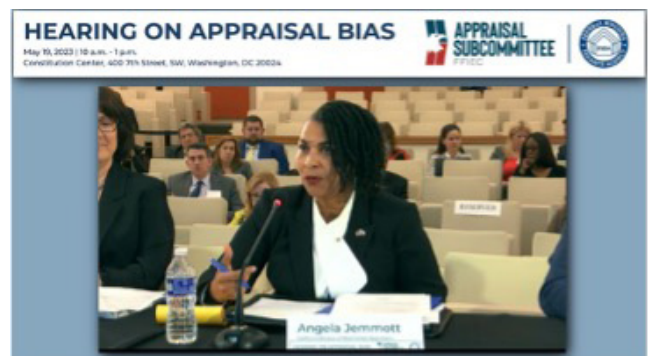 HEARING ON APPRAISAL BIAS
May 19, 2023 | 10 a.m. - 1 p.m.
Constitution Center, 400 7th Street, SW, Washington, DC 20024
APPRAISAL
SUBCOMMITTEE
FFIEC
RESERVED
Angela Jemmott